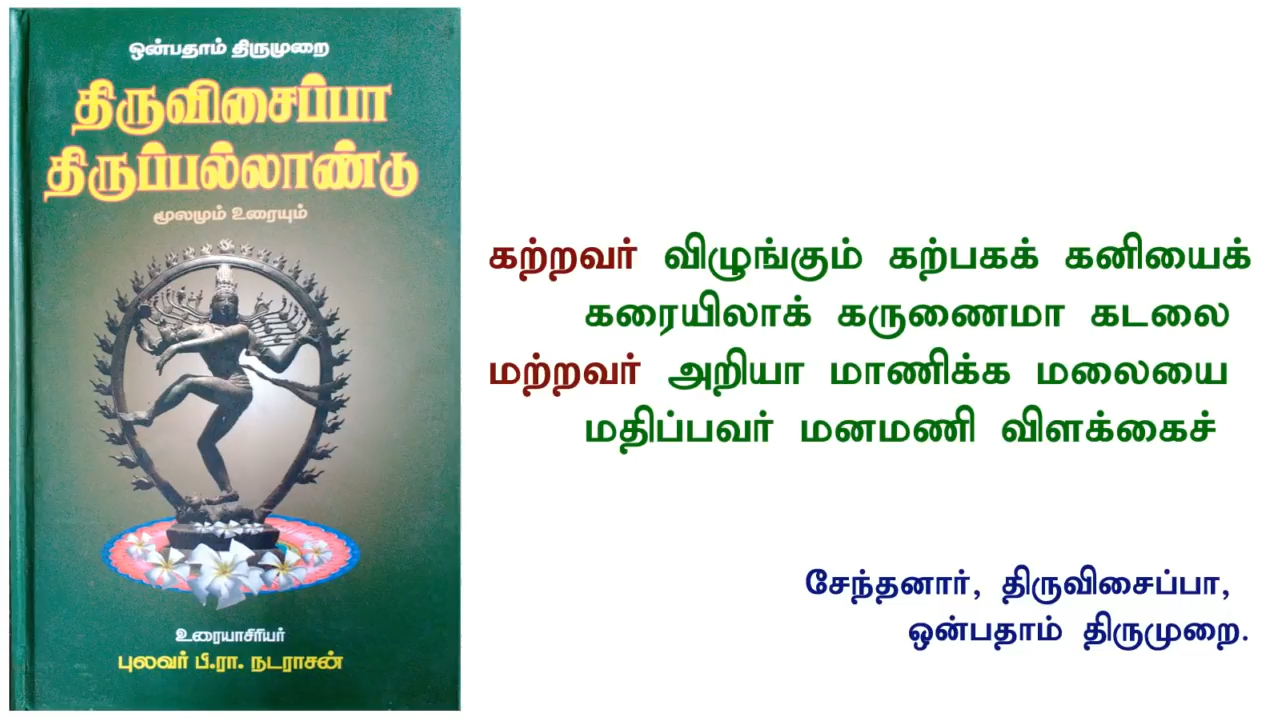 ஒன்பதாம் திருமுறை
திருவிசைப்பா
திருப்பல்லாண்டு
மூலமும் உரையும்
உரையாசிரியர்
புலவர் பி.ரா. நடராசன்
கற்றவர் விழுங்கும் கற்பகக் கனியைக்
கரையிலாக் கருணைமா கடலை
மற்றவர் அறியா மாணிக்க மலையை
மதிப்பவர் மனமணி விளக்கைச்
சேந்தனார், திருவிசைப்பா,
ஒன்பதாம் திருமுறை.